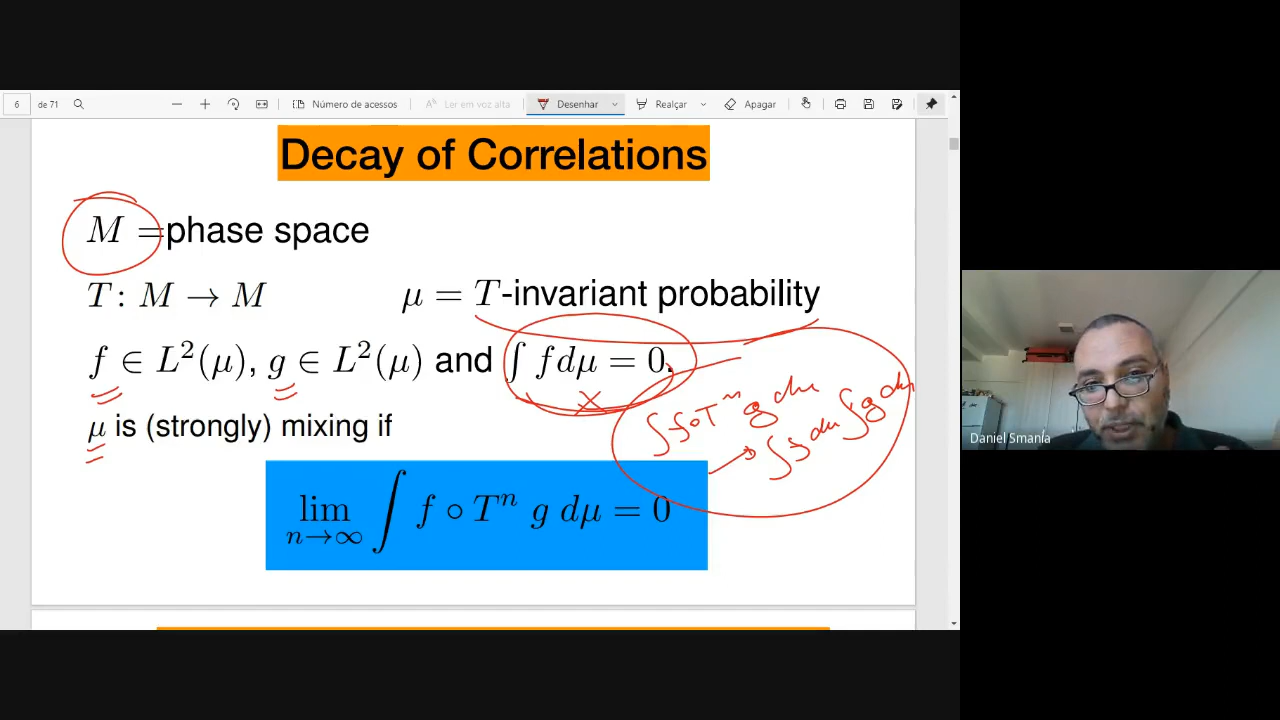 6 de 71 Número de acessos Ler em voz alta Desenhar Realçar Apagar
Decay of Correlations
M =phase space
T : M → M μ = T-invariant probability
f ∈ L²(μ), g ∈ L²(μ) and ∫ f dμ = 0.
∫ f∘Tⁿ g dμ
→ ∫ f dμ ∫ g dμ
μ is (strongly) mixing if
lim n→∞ ∫ f ∘ Tⁿ g dμ = 0
Daniel Smania